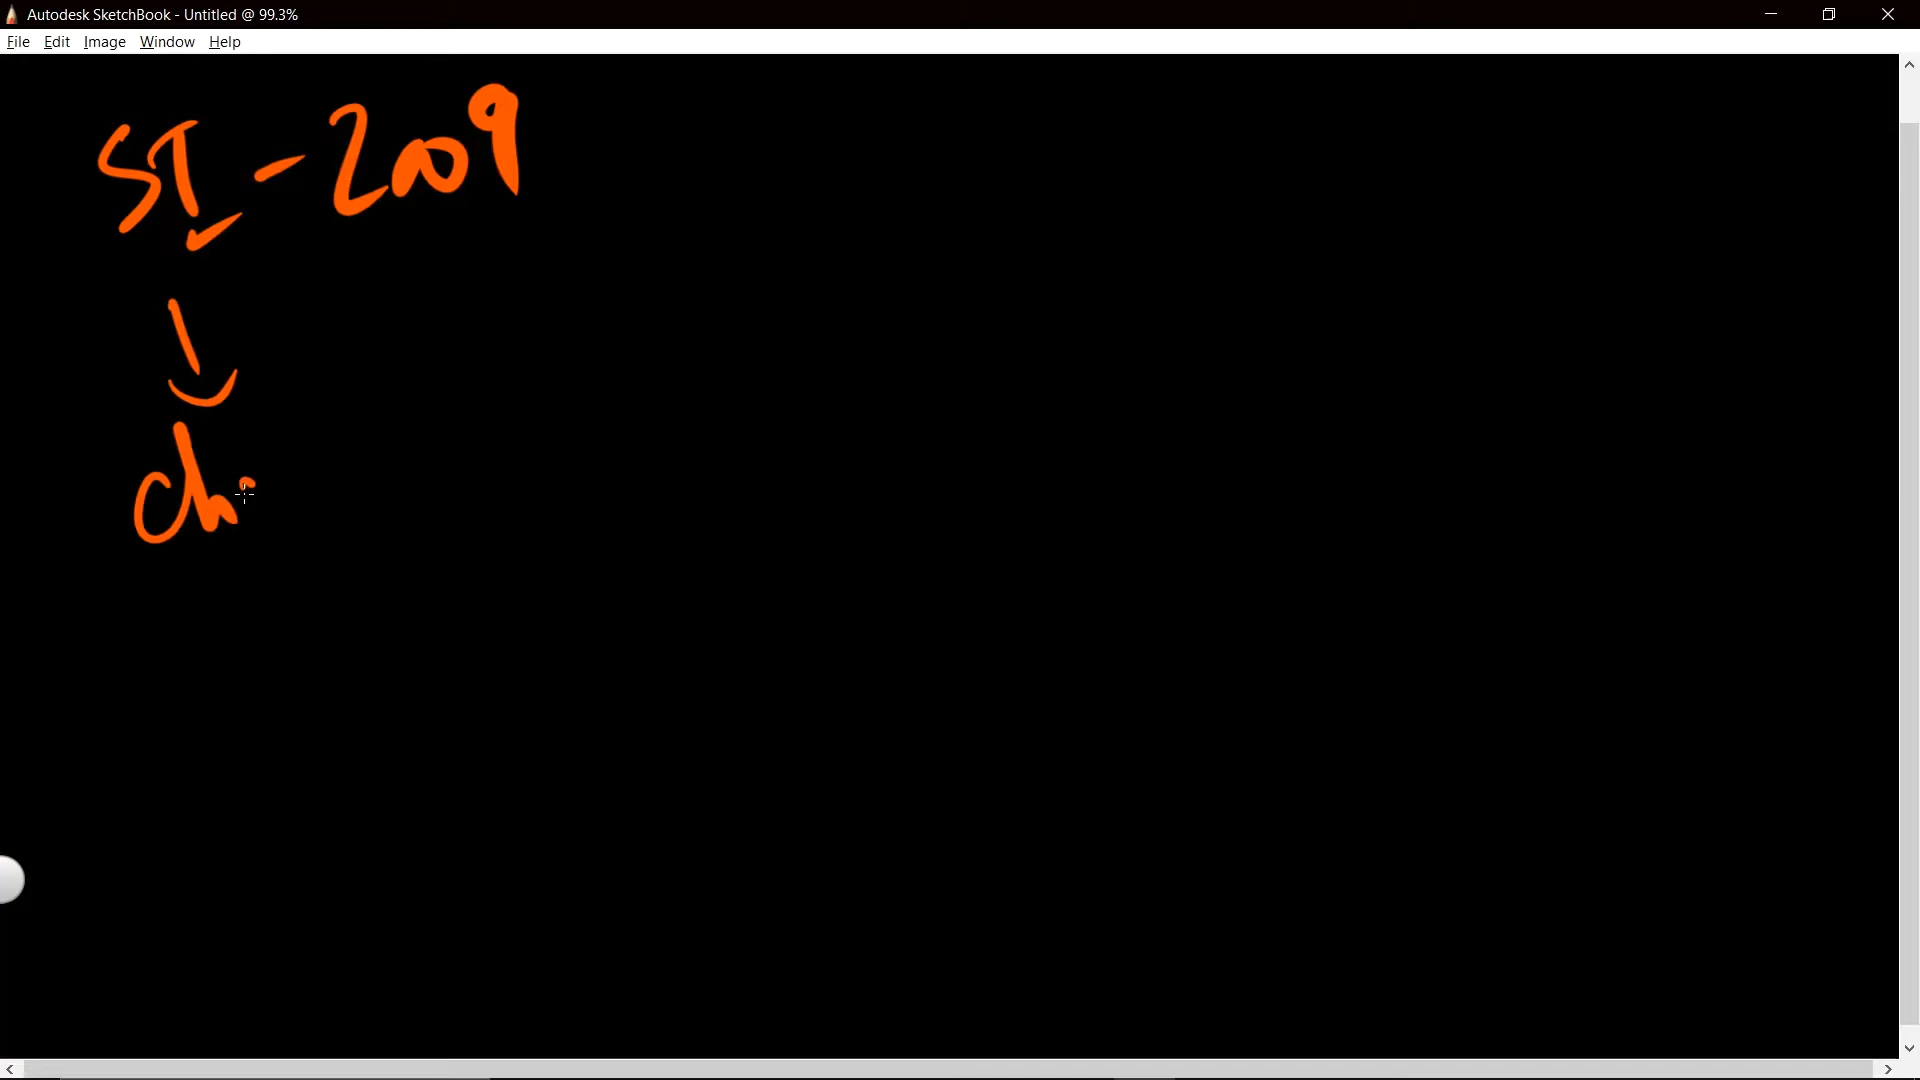 Autodesk SketchBook - Untitled @ 99.3%
File Edit Image Window Help
ST - 2009
ch